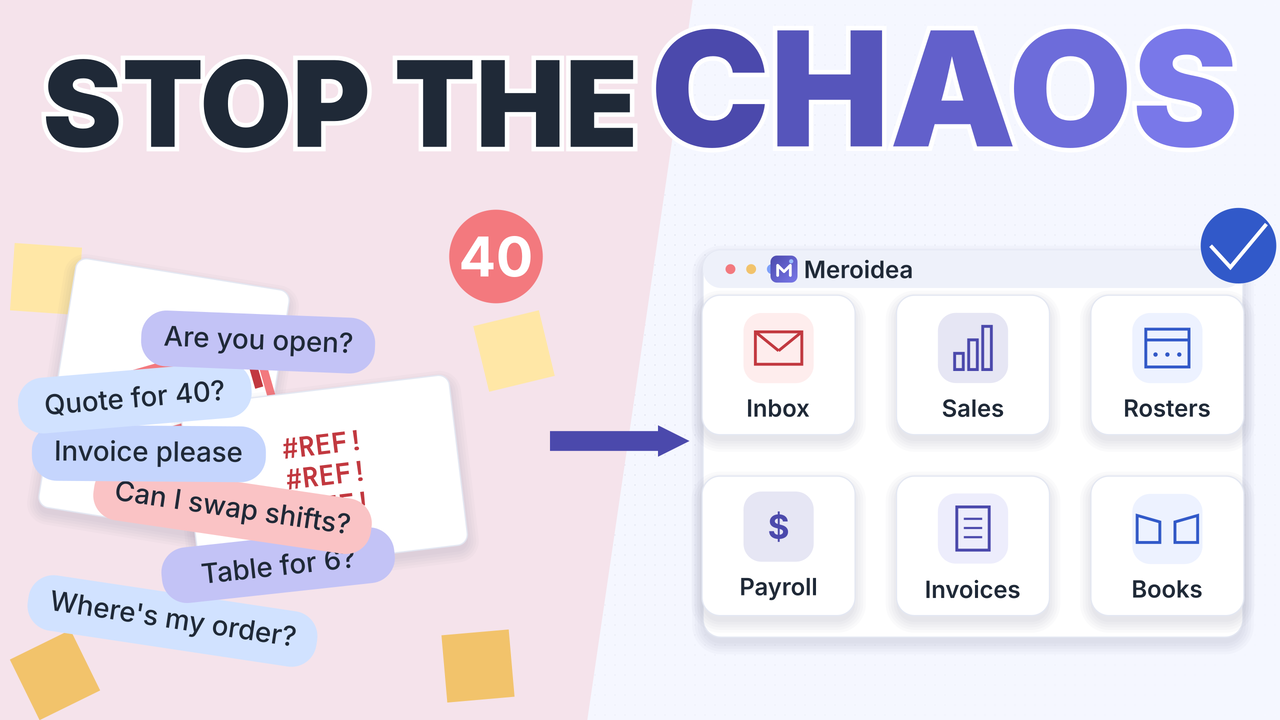 STOP THE CHAOS
40
Meroidea
Are you open?
Quote for 40?
Invoice please
#REF!
#REF!
Can I swap shifts?
Table for 6?
Where's my order?
Inbox
Sales
Rosters
$
Payroll
Invoices
Books